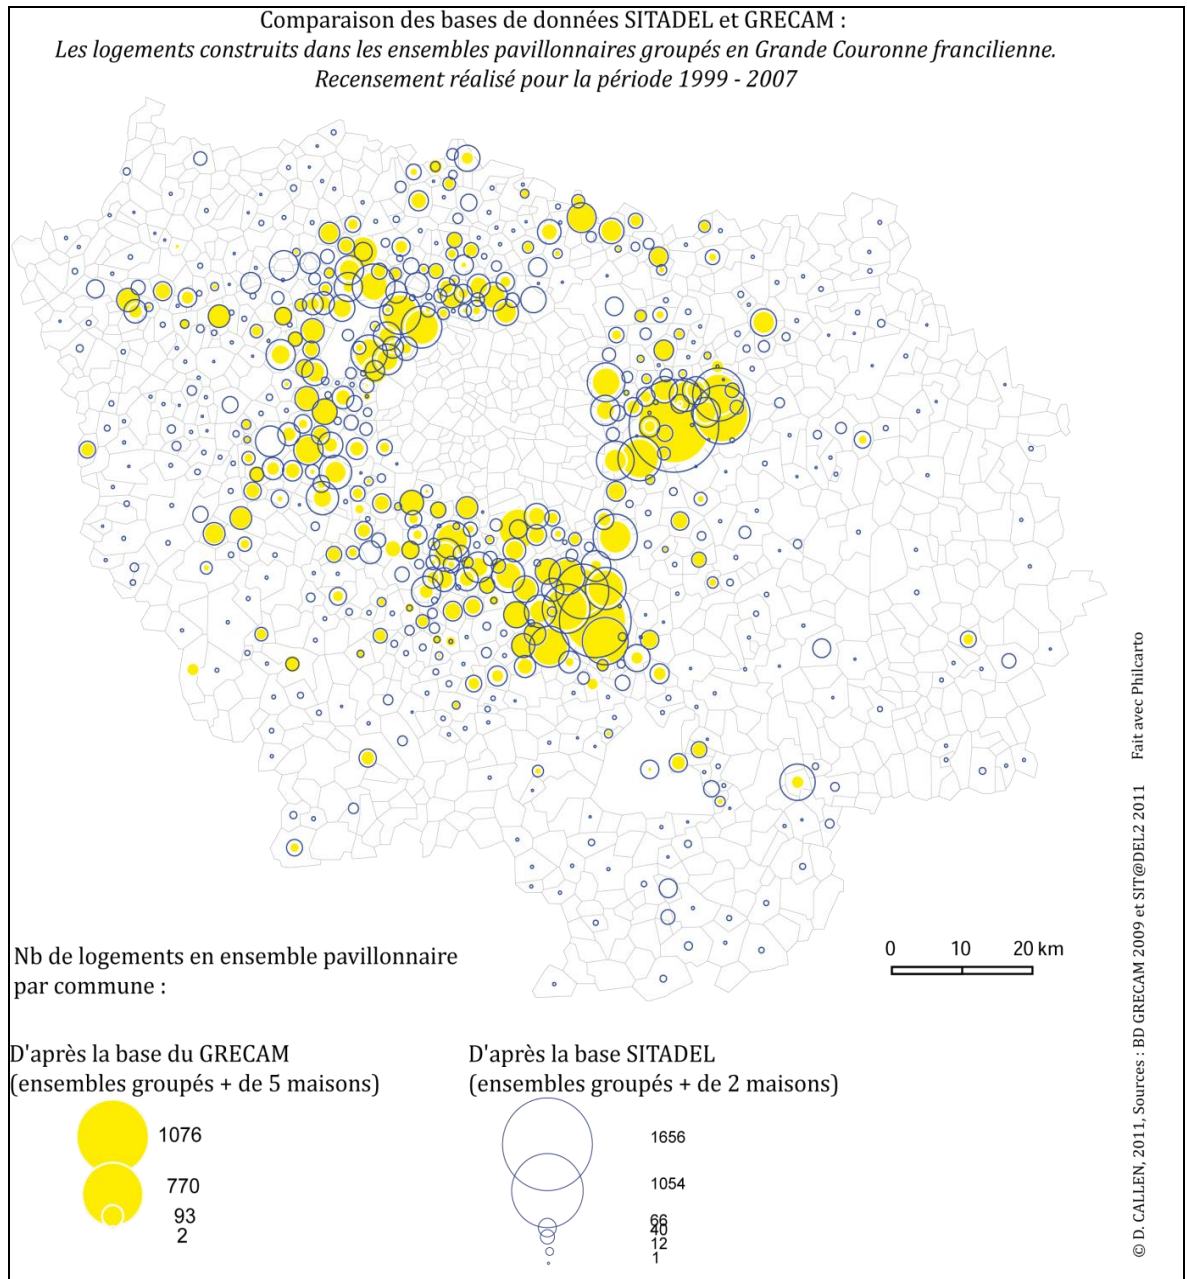 Comparaison des bases de données SITADEL et GRECAM :
Les logements construits dans les ensembles pavillonnaires groupés en Grande Couronne francilienne.
Recensement réalisé pour la période 1999 - 2007
0 10 20 km
Nb de logements en ensemble pavillonnaire
par commune :
D'après la base du GRECAM
(ensembles groupés + de 5 maisons)
1076
770
93
2
D'après la base SITADEL
(ensembles groupés + de 2 maisons)
1656
1054
66
40
12
1
© D. CALLEN, 2011, Sources : BD GRECAM 2009 et SIT@DEL2 2011 Fait avec Philcarto